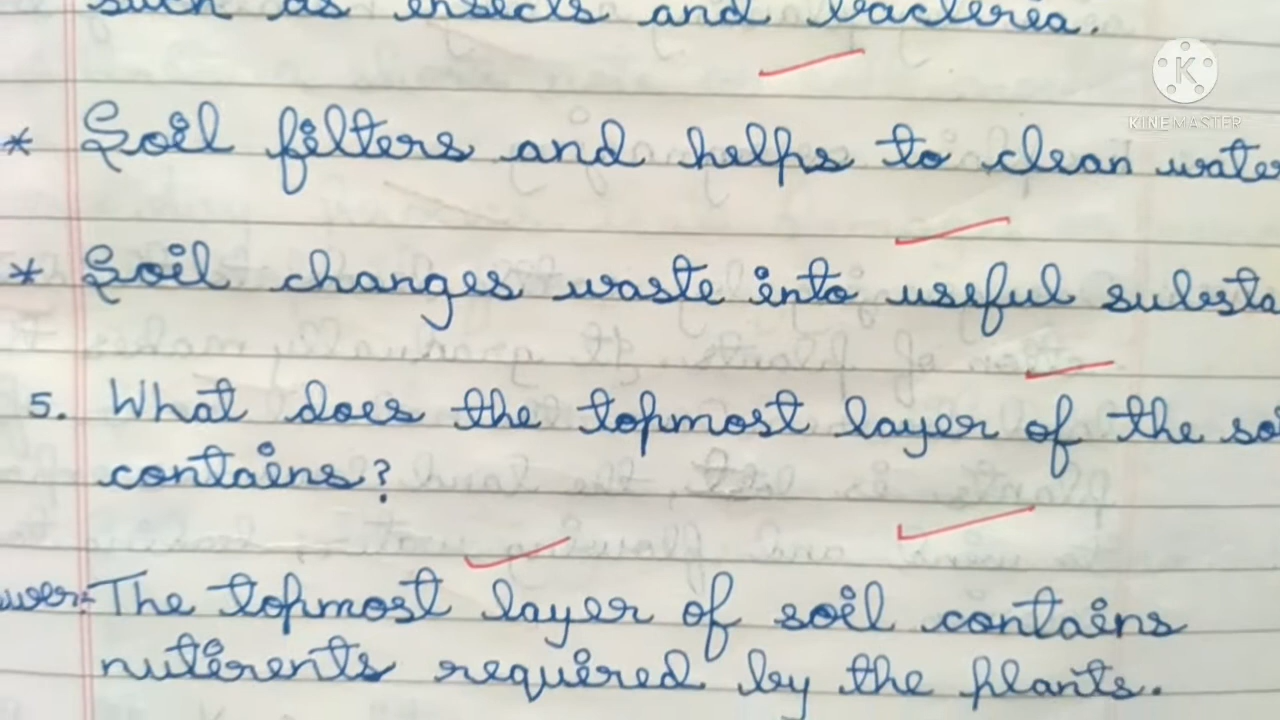 such as insects and bacteria.
KINEMASTER
* Soil filters and helps to clean water
* Soil changes waste into useful substa
5. What does the topmost layer of the so
contains?
wer:- The topmost layer of soil contains
nutirents required by the plants.